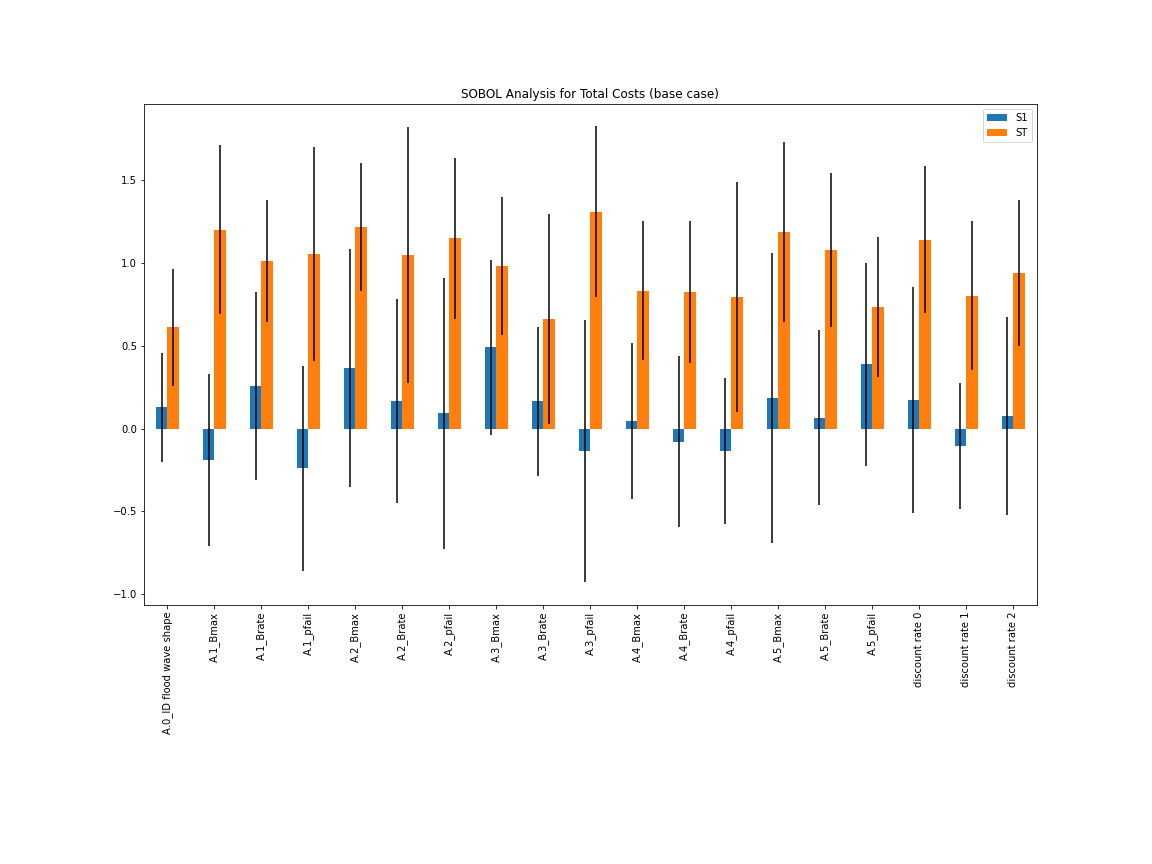 SOBOL Analysis for Total Costs (base case)
S1
ST
1.5
1.0
0.5
0.0
−0.5
−1.0
A.0_ID flood wave shape
A.1_Bmax
A.1_Brate
A.1_pfail
A.2_Bmax
A.2_Brate
A.2_pfail
A.3_Bmax
A.3_Brate
A.3_pfail
A.4_Bmax
A.4_Brate
A.4_pfail
A.5_Bmax
A.5_Brate
A.5_pfail
discount rate 0
discount rate 1
discount rate 2